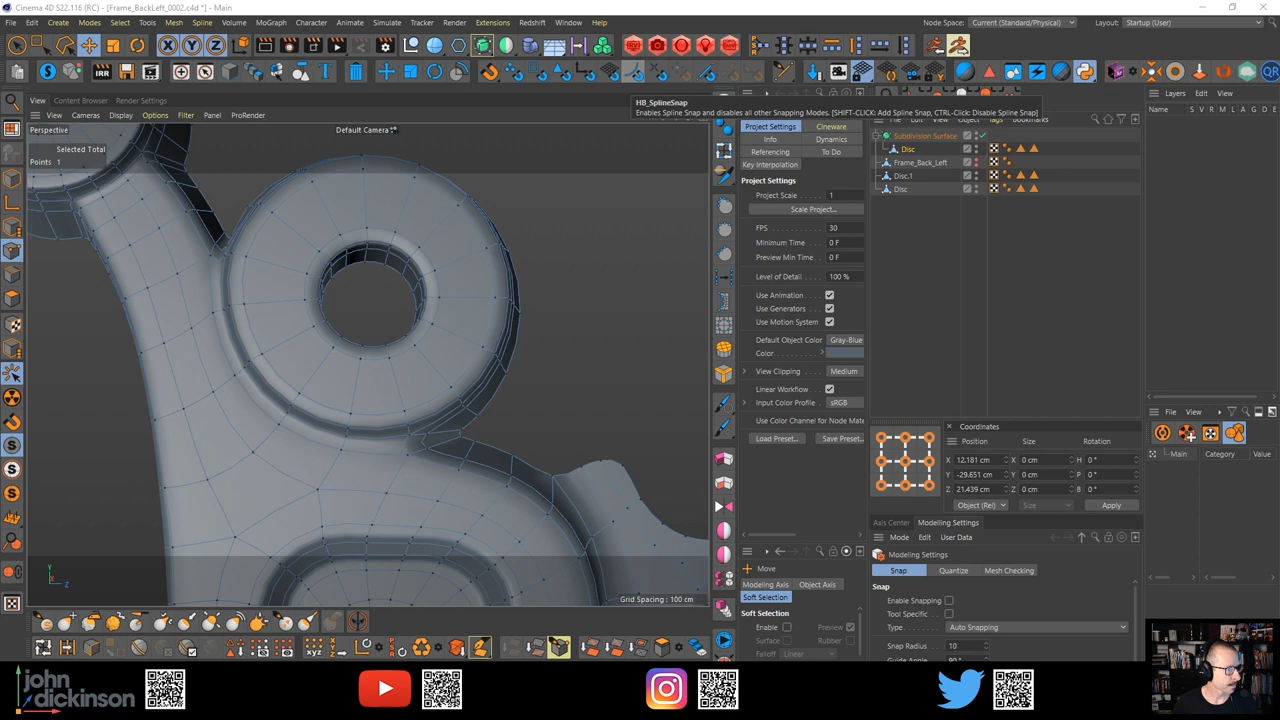 Cinema 4D S22.116 (RC) - [Frame_BackLeft_0002.c4d *] - Main
File Edit Create Modes Select Tools Mesh Spline Volume MoGraph Character Animate Simulate Tracker Render Extensions Redshift Window Help
Node Space: Current (Standard/Physical) Layout: Startup (User)
IRR
QR
View Content Browser Render Settings
View Cameras Display Options Filter Panel ProRender
Perspective
Default Camera
Selected Total
Points 1
Y
Z
Grid Spacing : 100 cm
HB_SplineSnap
Enables Spline Snap and disables all other Snapping Modes. [SHIFT-CLICK: Add Spline Snap, CTRL-Click: Disable Spline Snap]
Project Settings Cineware
Info Dynamics
Referencing To Do
Key Interpolation
Project Settings
Project Scale 1
Scale Project...
FPS 30
Minimum Time 0 F
Preview Min Time 0 F
Level of Detail 100 %
Use Animation
Use Generators
Use Motion System
Default Object Color Gray-Blue
Color
View Clipping Medium
Linear Workflow
Input Color Profile sRGB
Use Color Channel for Node Mate
Load Preset... Save Preset...
Move
Modeling Axis Object Axis
Soft Selection
Soft Selection
Enable Preview
Surface Rubber
Falloff Linear
Subdivision Surface
Disc
Frame_Back_Left
Disc.1
Disc
Coordinates
Position Size Rotation
X 12.181 cm X 0 cm H 0 °
Y -29.651 cm Y 0 cm P 0 °
Z 21.439 cm Z 0 cm B 0 °
Object (Rel) Size Apply
Axis Center Modelling Settings
Mode Edit User Data
Modeling Settings
Snap Quantize Mesh Checking
Snap
Enable Snapping
Tool Specific
Type Auto Snapping
Snap Radius 10
Layers Edit View
Name S V R M L A G D E
File View
Main Category Value
XYZ
john
dickinson